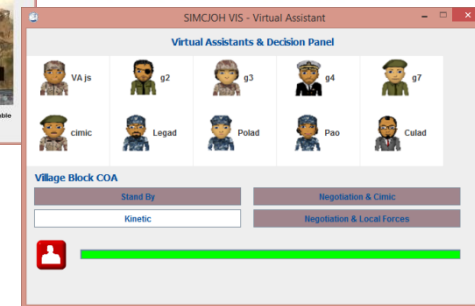 SIMCJOH VIS - Virtual Assistant
Virtual Assistants & Decision Panel
VA js g2 g3 g4 g7
cimic Legad Polad Pao Culad
Village Block COA
Stand By Negotiation & Cimic
Kinetic Negotiation & Local Forces